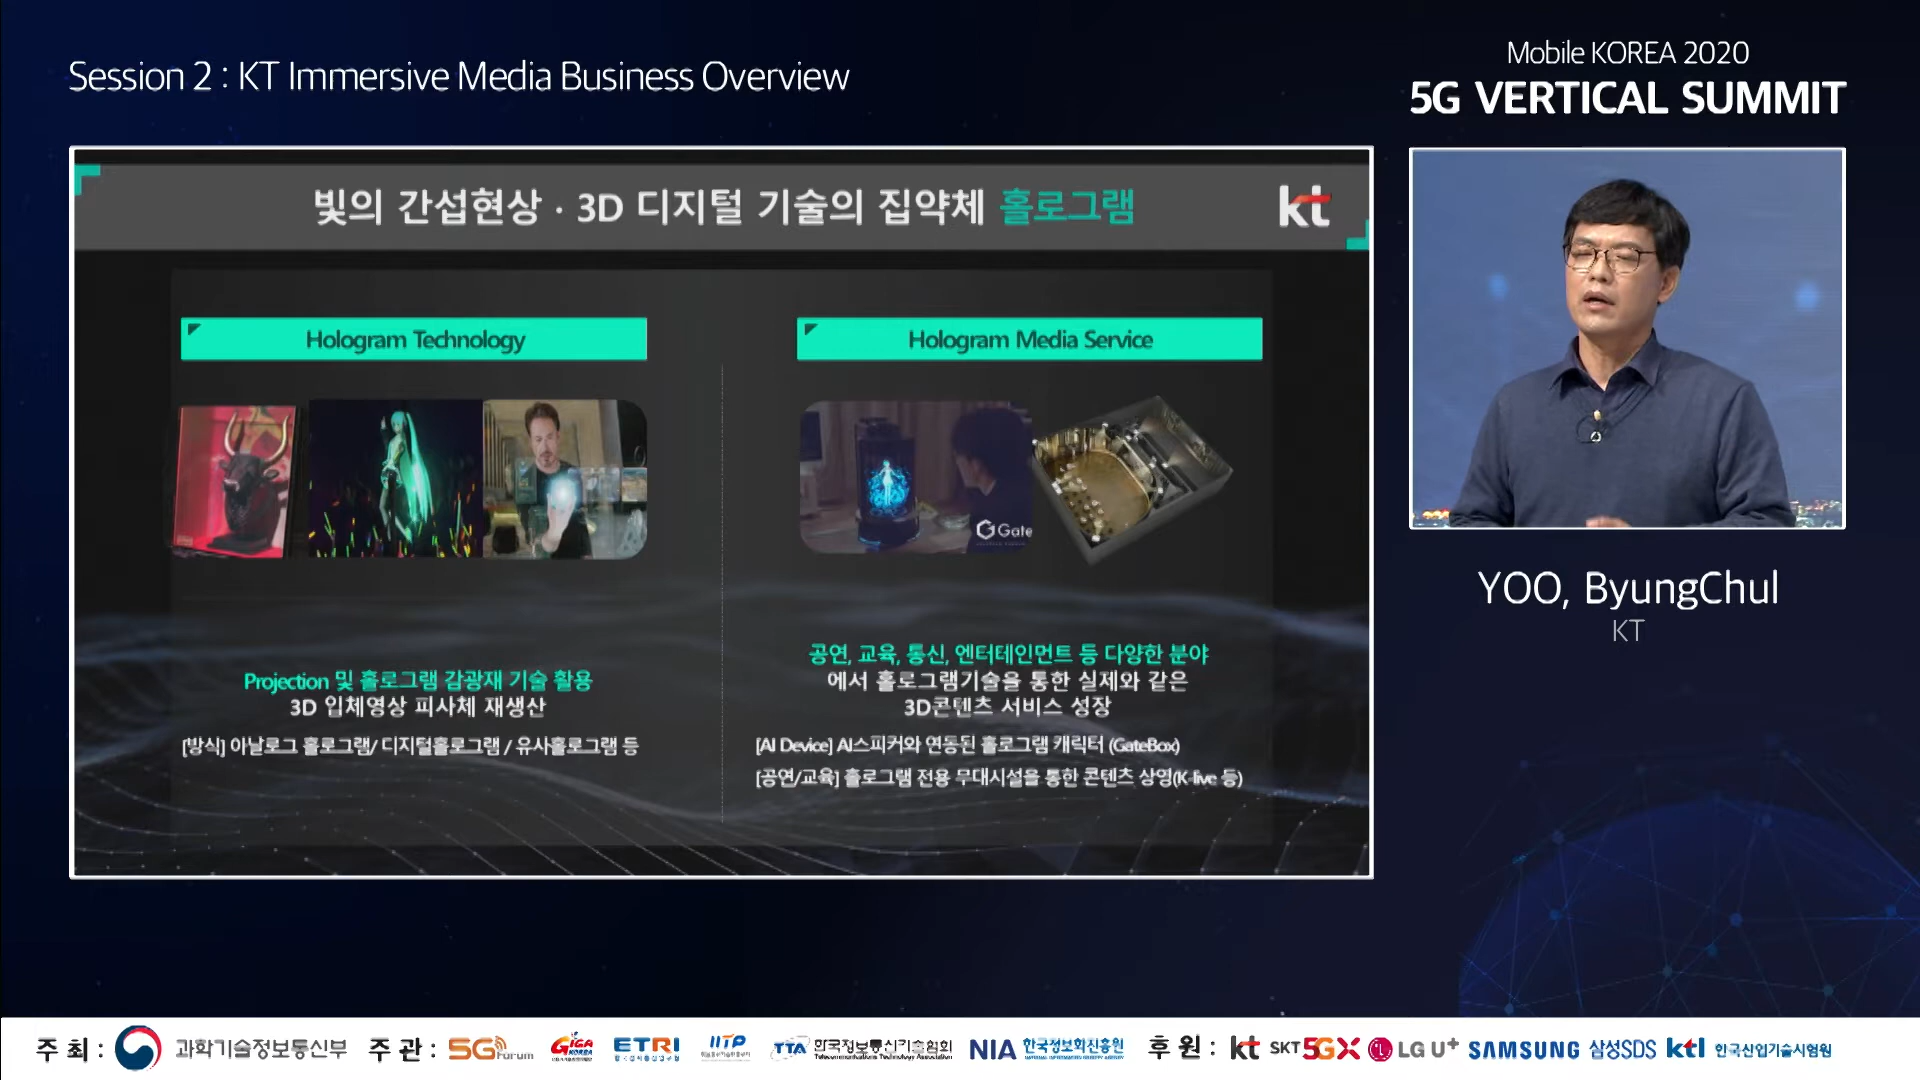 Session 2 : KT Immersive Media Business Overview
Mobile KOREA 2020
5G VERTICAL SUMMIT
빛의 간섭현상 · 3D 디지털 기술의 집약체 홀로그램
kt
Hologram Technology
Hologram Media Service
Gate
Projection 및 홀로그램 감광재 기술 활용
3D 입체영상 피사체 재생산
[방식] 아날로그 홀로그램/ 디지털홀로그램 / 유사홀로그램 등
공연, 교육, 통신, 엔터테인먼트 등 다양한 분야
에서 홀로그램기술을 통한 실제와 같은
3D콘텐츠 서비스 성장
[AI Device] AI스피커와 연동된 홀로그램 캐릭터 (GateBox)
[공연/교육] 홀로그램 전용 무대시설을 통한 콘텐츠 상영(K-live 등)
YOO, ByungChul
KT
주 최 : 과학기술정보통신부 주 관 : 5G Forum GIGA KOREA ETRI IITP TTA 한국정보통신기술협회 Telecommunications Technology Association NIA 한국정보화진흥원 후 원 : kt SKT 5GX LG U+ SAMSUNG 삼성SDS ktl 한국산업기술시험원